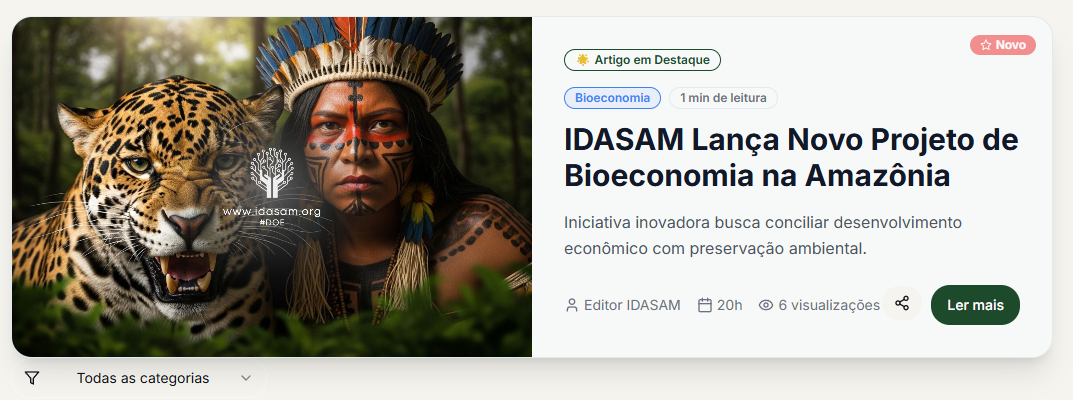 Novo
Artigo em Destaque
Bioeconomia
1 min de leitura
IDASAM Lança Novo Projeto de
Bioeconomia na Amazônia
Iniciativa inovadora busca conciliar desenvolvimento
econômico com preservação ambiental.
www.idasam.org
#DOE
Editor IDASAM
20h
6 visualizações
Ler mais
Todas as categorias